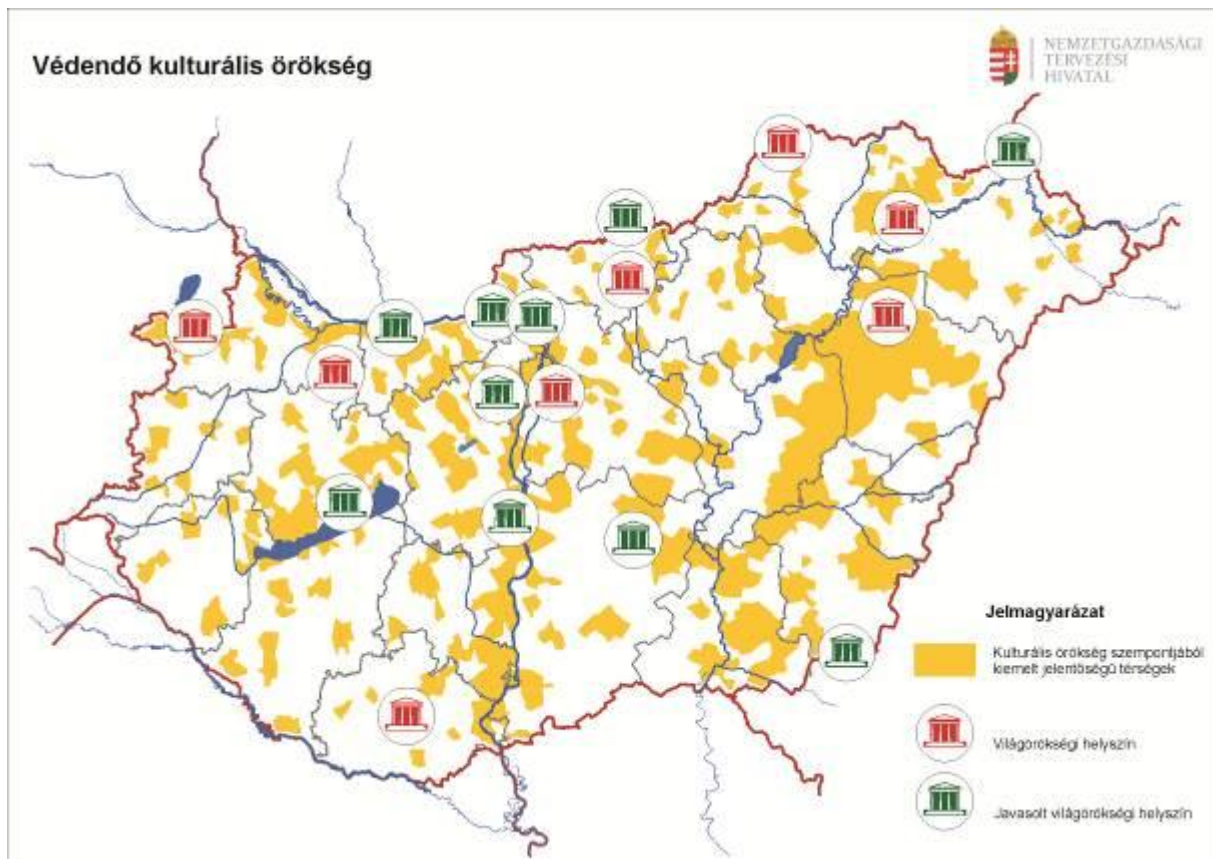 Védendő kulturális örökség
NEMZETGAZDASÁGI
TERVEZÉSI
HIVATAL
Jelmagyarázat
Kulturális örökség szempontjából
kiemelt jelentőségű térségek
Világörökségi helyszín
Javasolt világörökségi helyszín